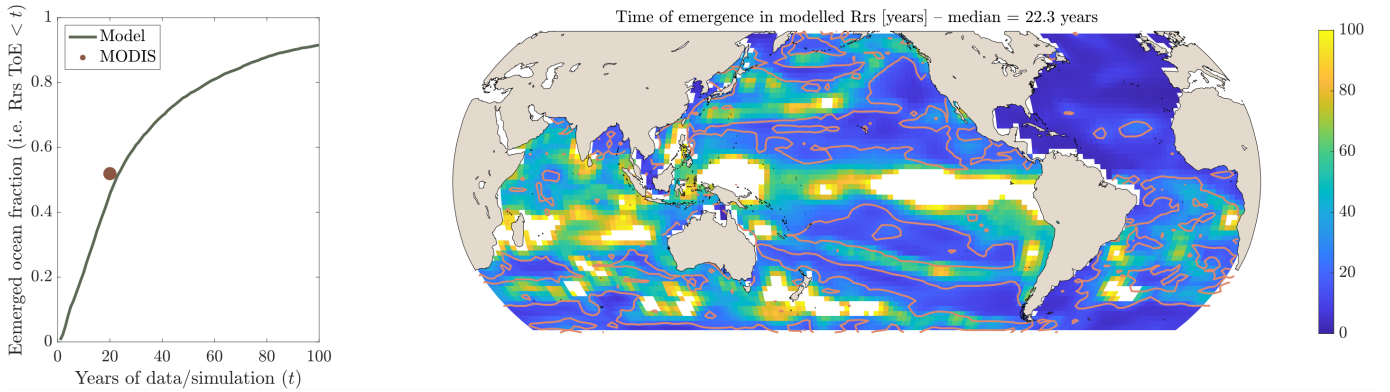 Eemerged ocean fraction (i.e. Rrs ToE < t)
1
0.8
0.6
0.4
0.2
0
Model
MODIS
0 20 40 60 80 100
Years of data/simulation (t)
Time of emergence in modelled Rrs [years] – median = 22.3 years
100
80
60
40
20
0